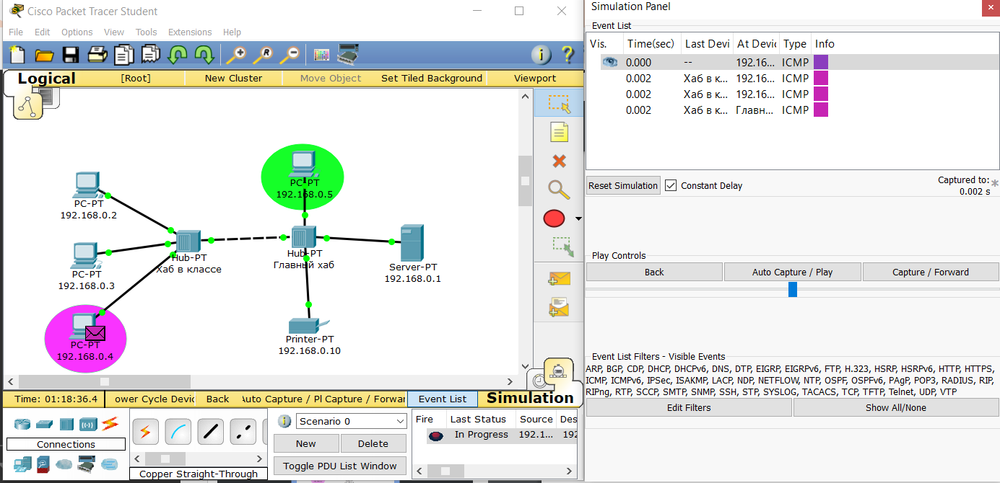 Cisco Packet Tracer Student
File Edit Options View Tools Extensions Help
Logical [Root] New Cluster Move Object Set Tiled Background Viewport
PC-PT
192.168.0.5
PC-PT
192.168.0.2
Hub-PT
Хаб в классе
Hub-PT
Главный хаб
PC-PT
192.168.0.3
Server-PT
192.168.0.1
PC-PT
192.168.0.4
Printer-PT
192.168.0.10
Time: 01:18:36.4 ower Cycle Devic Back Auto Capture / Pl Capture / Forwar Event List Simulation
Connections
Copper Straight-Through
Scenario 0
New Delete
Toggle PDU List Window
Fire Last Status Source Des
In Progress 192.1... 192
Simulation Panel
Event List
Vis. Time(sec) Last Devi At Devic Type Info
0.000 -- 192.16... ICMP
0.002 Хаб в к... 192.16... ICMP
0.002 Хаб в к... 192.16... ICMP
0.002 Хаб в к... Главн... ICMP
Reset Simulation Constant Delay Captured to: *
0.002 s
Play Controls
Back Auto Capture / Play Capture / Forward
Event List Filters - Visible Events
ARP, BGP, CDP, DHCP, DHCPv6, DNS, DTP, EIGRP, EIGRPv6, FTP, H.323, HSRP, HSRPv6, HTTP, HTTPS,
ICMP, ICMPv6, IPSec, ISAKMP, LACP, NDP, NETFLOW, NTP, OSPF, OSPFv6, PAgP, POP3, RADIUS, RIP,
RIPng, RTP, SCCP, SMTP, SNMP, SSH, STP, SYSLOG, TACACS, TCP, TFTP, Telnet, UDP, VTP
Edit Filters Show All/None